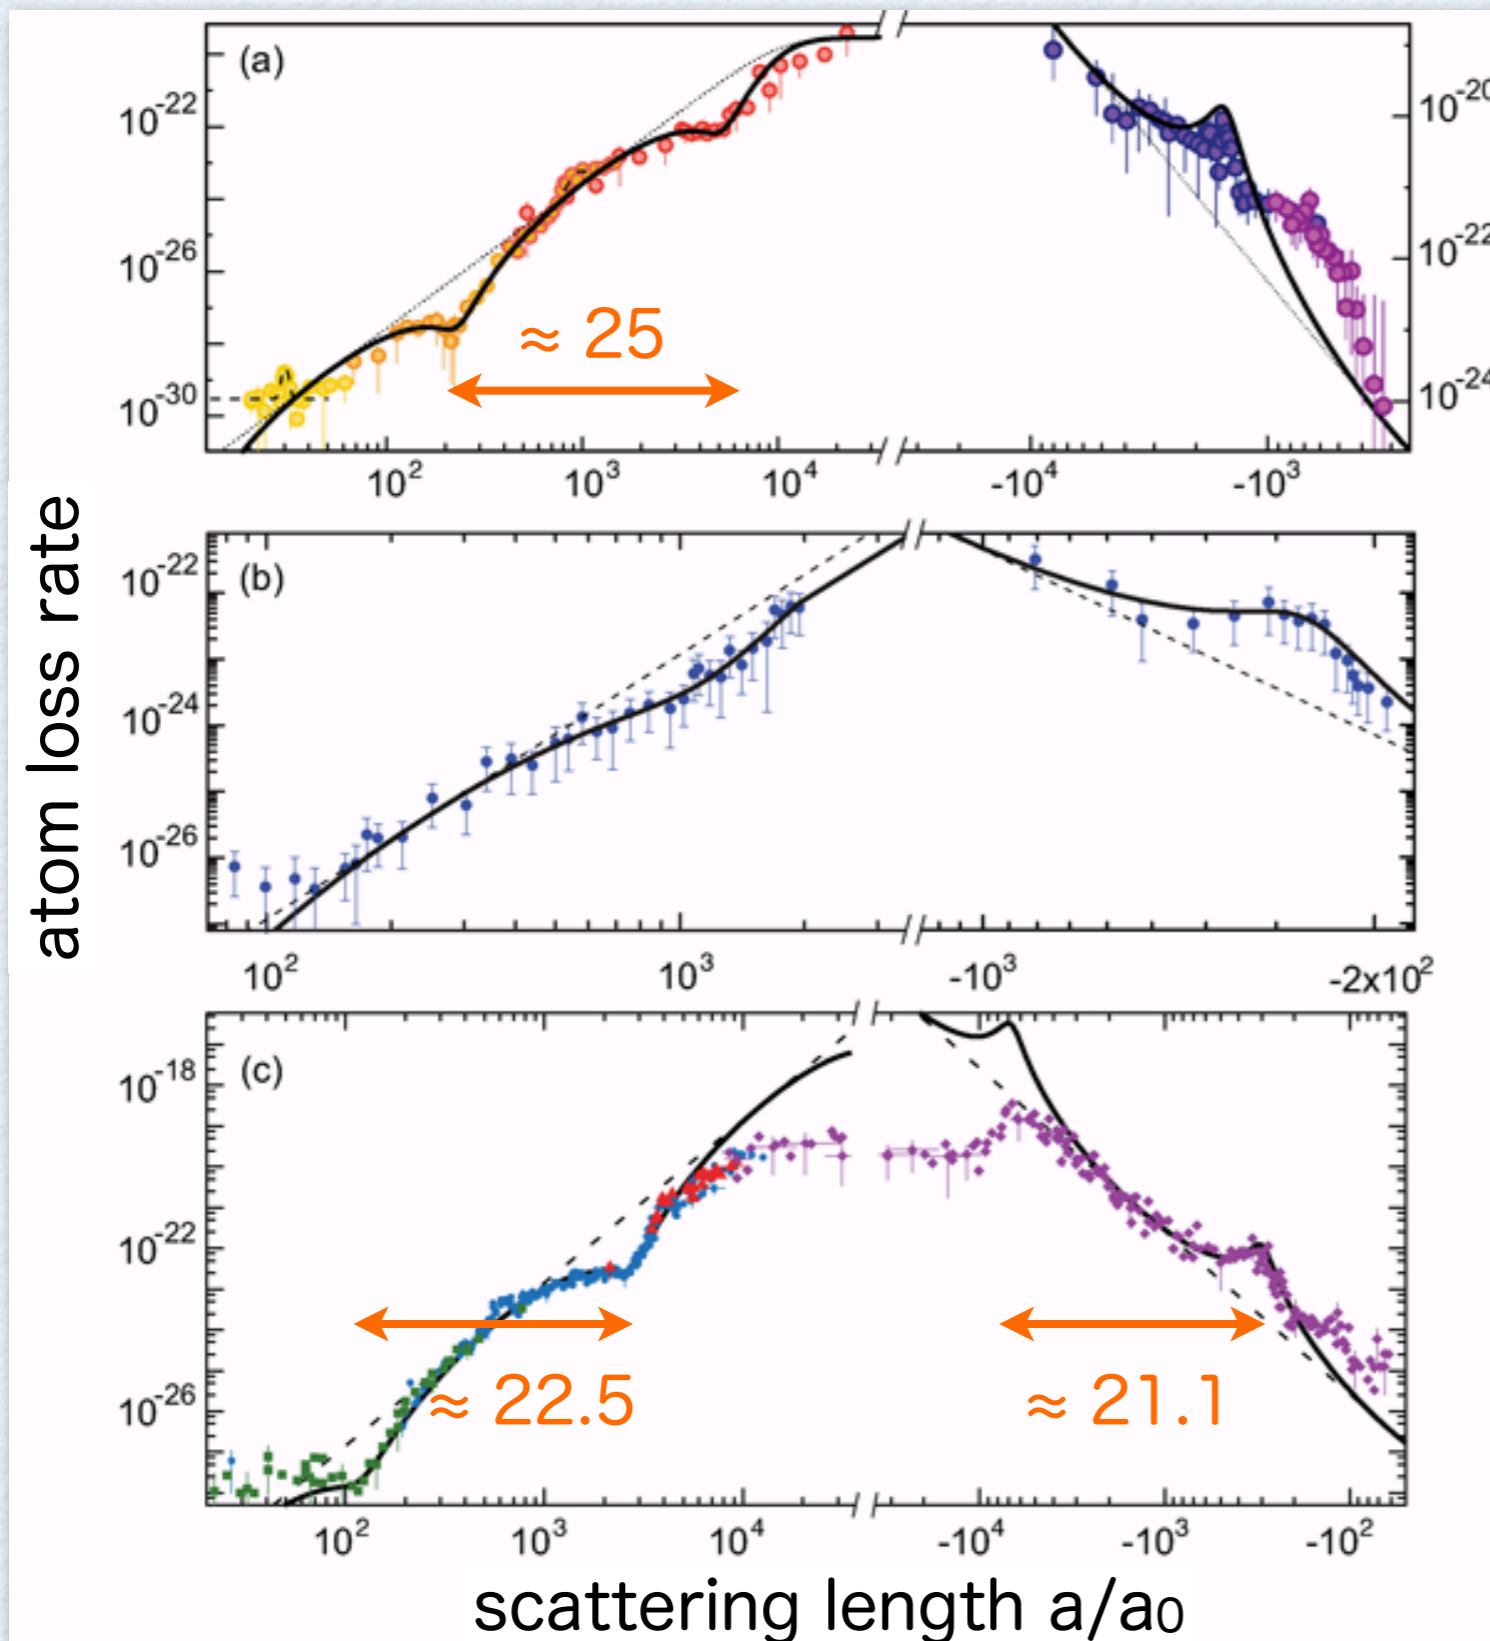 (a)
10^-22
10^-26
10^-30
10^-20
10^-22
10^-24
≈ 25
10^2 10^3 10^4 -10^4 -10^3
atom loss rate
(b)
10^-22
10^-24
10^-26
10^2 10^3 -10^3 -2x10^2
(c)
10^-18
10^-22
10^-26
≈ 22.5 ≈ 21.1
10^2 10^3 10^4 -10^4 -10^3 -10^2
scattering length a/a0